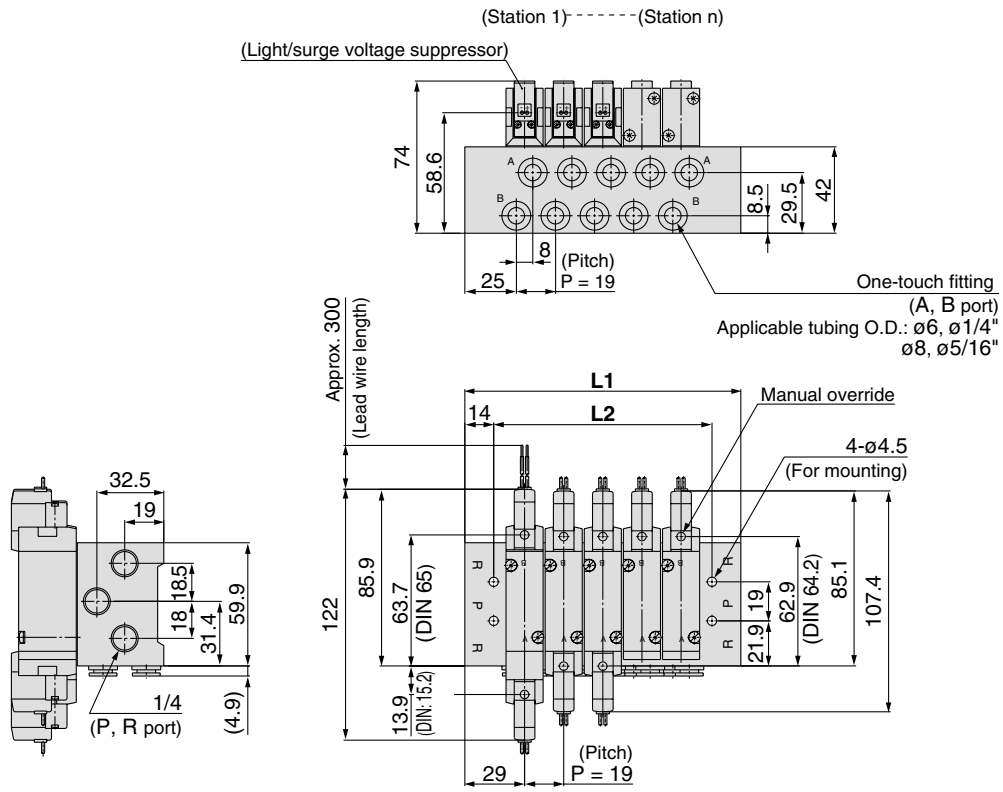 (Station 1)-------(Station n)
(Light/surge voltage suppressor)
74
58.6
A
A
B
B
8.5
29.5
42
8
(Pitch)
25
P = 19
One-touch fitting
(A, B port)
Applicable tubing O.D.: ø6, ø1/4"
ø8, ø5/16"
Approx. 300
(Lead wire length)
L1
14
L2
Manual override
4-ø4.5
(For mounting)
32.5
19
18.5
18
31.4
59.9
(4.9)
1/4
(P, R port)
122
85.9
63.7
(DIN 65)
13.9
(DIN: 15.2)
R
P
R
B
B
B
B
B
A
A
A
A
A
R
P
R
19
21.9
62.9
(DIN 64.2)
85.1
107.4
29
(Pitch)
P = 19